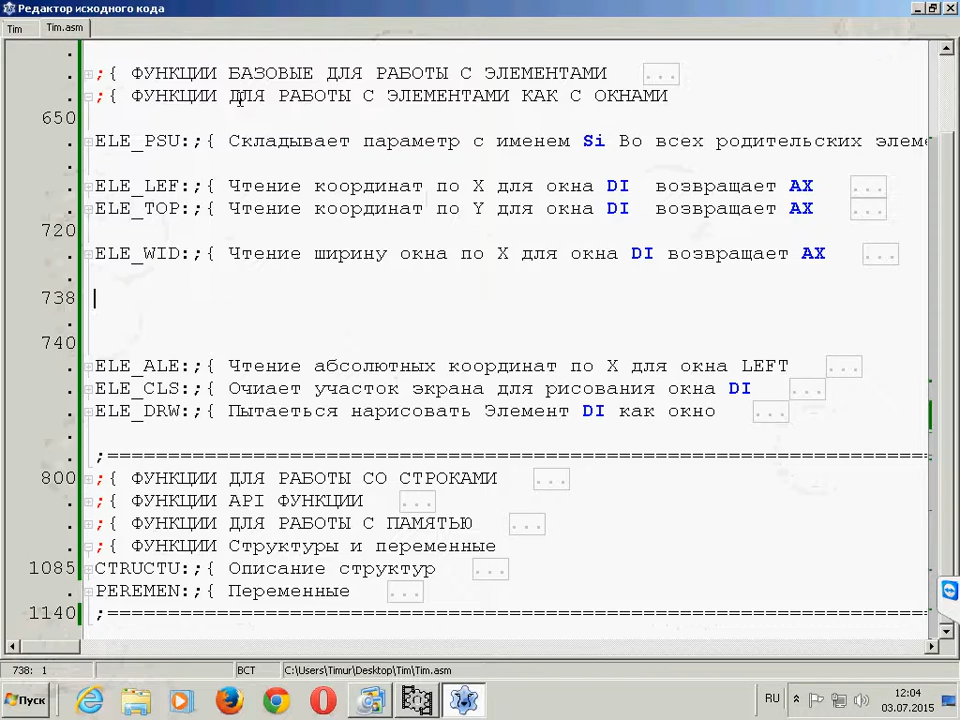 Редактор исходного кода
Tim Tim.asm
.
. ;{ ФУНКЦИИ БАЗОВЫЕ ДЛЯ РАБОТЫ С ЭЛЕМЕНТАМИ ...
. ;{ ФУНКЦИИ ДЛЯ РАБОТЫ С ЭЛЕМЕНТАМИ КАК С ОКНАМИ
650
. ELE_PSU:;{ Складывает параметр с именем Si Во всех родительских элеме
.
. ELE_LEF:;{ Чтение координат по X для окна DI возвращает AX ...
. ELE_TOP:;{ Чтение координат по Y для окна DI возвращает AX ...
720
. ELE_WID:;{ Чтение ширину окна по X для окна DI возвращает AX ...
.
738
.
740
. ELE_ALE:;{ Чтение абсолютных координат по X для окна LEFT ...
. ELE_CLS:;{ Очиает участок экрана для рисования окна DI ...
. ELE_DRW:;{ Пытаеться нарисовать Элемент DI как окно ...
.
. ;=====================================================================
800 ;{ ФУНКЦИИ ДЛЯ РАБОТЫ СО СТРОКАМИ ...
. ;{ ФУНКЦИИ API ФУНКЦИИ ...
. ;{ ФУНКЦИИ ДЛЯ РАБОТЫ С ПАМЯТЬЮ ...
. ;{ ФУНКЦИИ Структуры и переменные
1085 CTRUCTU:;{ Описание структур ...
. PEREMEN:;{ Переменные ...
1140 ;=====================================================================
738: 1 ВСТ C:\Users\Timur\Desktop\Tim\Tim.asm
Пуск RU 12:04
03.07.2015